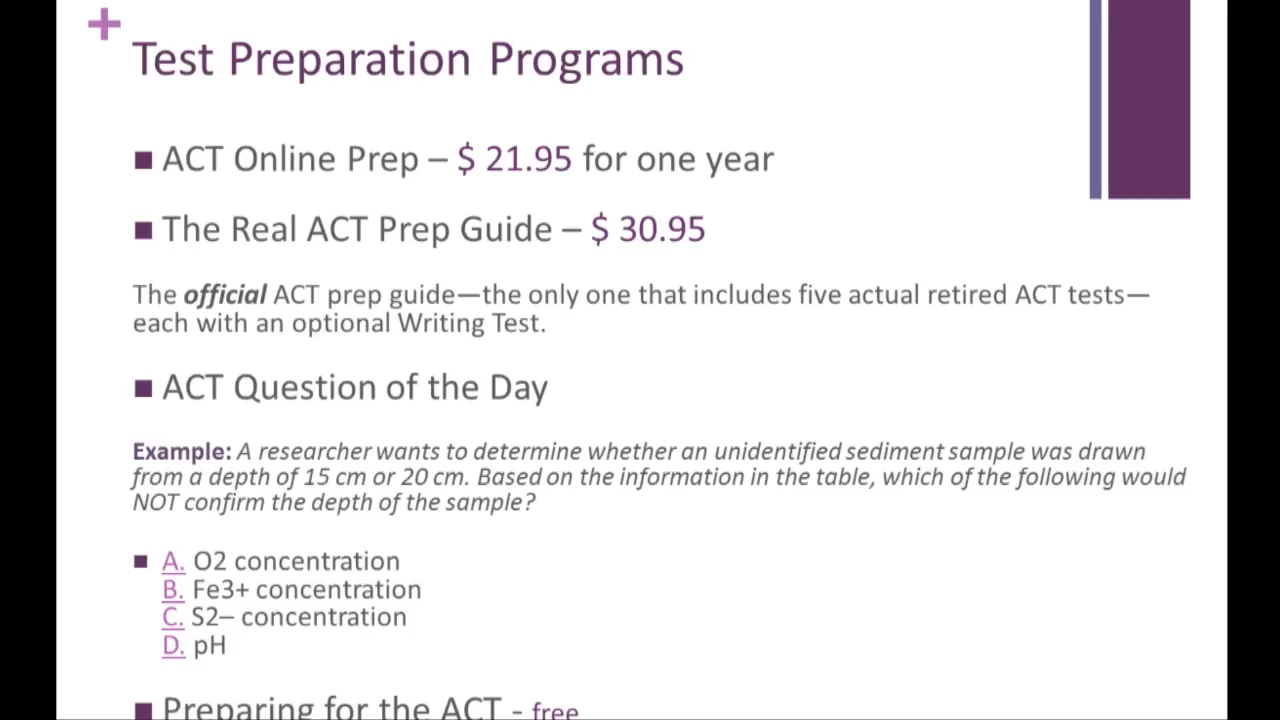 +
Test Preparation Programs
■ ACT Online Prep – $ 21.95 for one year
■ The Real ACT Prep Guide – $ 30.95
The official ACT prep guide—the only one that includes five actual retired ACT tests—
each with an optional Writing Test.
■ ACT Question of the Day
Example: A researcher wants to determine whether an unidentified sediment sample was drawn
from a depth of 15 cm or 20 cm. Based on the information in the table, which of the following would
NOT confirm the depth of the sample?
■ A. O2 concentration
B. Fe3+ concentration
C. S2– concentration
D. pH
■ Preparing for the ACT - free